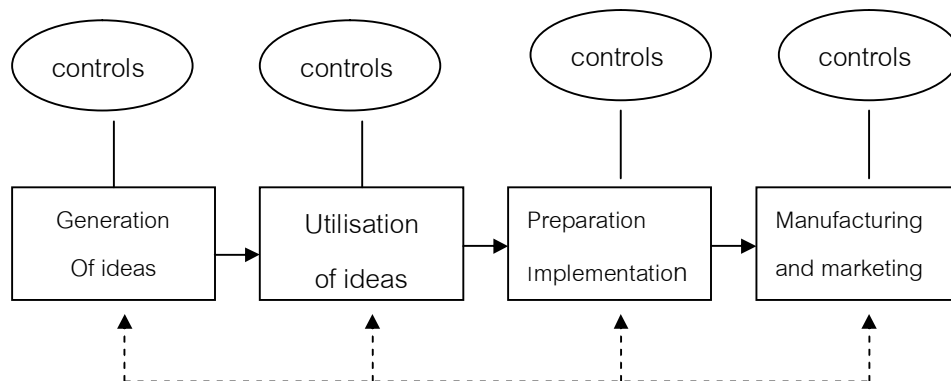 controls
controls
controls
controls
Generation
Of ideas
Utilisation
of ideas
Preparation
Implementation
Manufacturing
and marketing